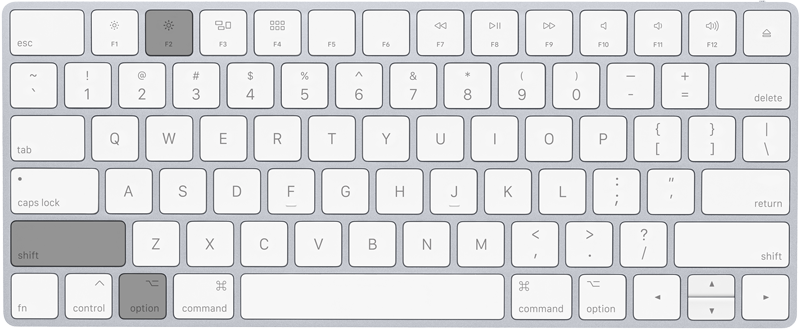 esc F1 F2 F3 F4 F5 F6 F7 F8 F9 F10 F11 F12
~ ! @ # $ % ^ & * ( ) — +
` 1 2 3 4 5 6 7 8 9 0 - = delete
tab Q W E R T Y U I O P { } |
[ ] \
caps lock A S D F G H J K L : " return
; '
shift Z X C V B N M < > ? shift
, . /
fn control option command command option